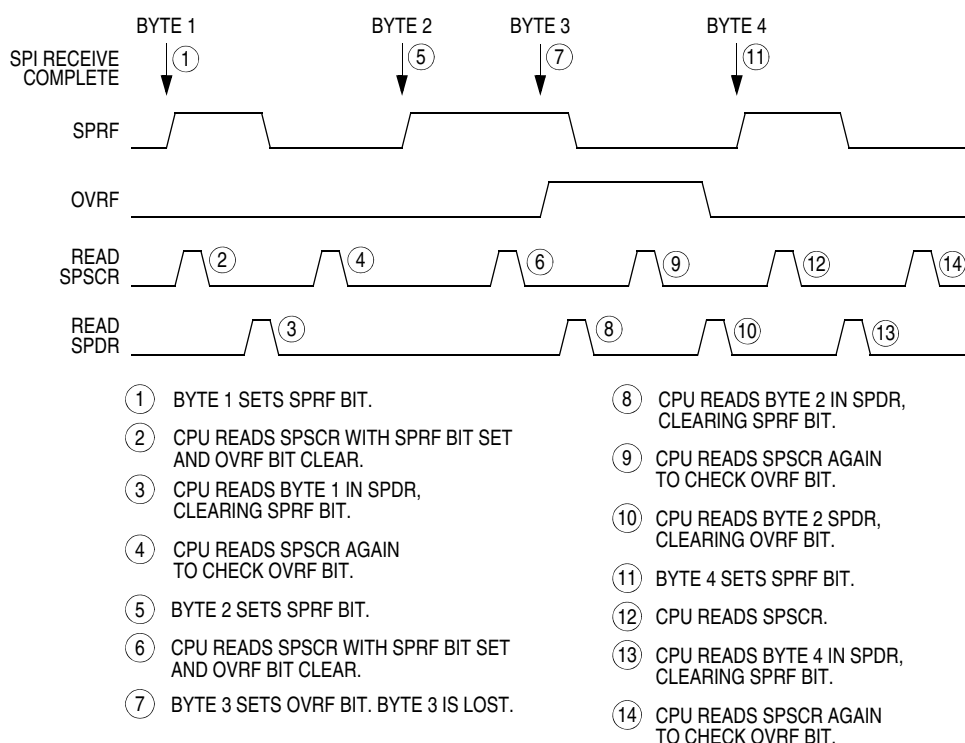 BYTE 1 BYTE 2 BYTE 3 BYTE 4
SPI RECEIVE
COMPLETE
1 5 7 11
SPRF
OVRF
READ
SPSCR
2 4 6 9 12 14
READ
SPDR
3 8 10 13
1 BYTE 1 SETS SPRF BIT.
2 CPU READS SPSCR WITH SPRF BIT SET
AND OVRF BIT CLEAR.
3 CPU READS BYTE 1 IN SPDR,
CLEARING SPRF BIT.
4 CPU READS SPSCR AGAIN
TO CHECK OVRF BIT.
5 BYTE 2 SETS SPRF BIT.
6 CPU READS SPSCR WITH SPRF BIT SET
AND OVRF BIT CLEAR.
7 BYTE 3 SETS OVRF BIT. BYTE 3 IS LOST.
8 CPU READS BYTE 2 IN SPDR,
CLEARING SPRF BIT.
9 CPU READS SPSCR AGAIN
TO CHECK OVRF BIT.
10 CPU READS BYTE 2 SPDR,
CLEARING OVRF BIT.
11 BYTE 4 SETS SPRF BIT.
12 CPU READS SPSCR.
13 CPU READS BYTE 4 IN SPDR,
CLEARING SPRF BIT.
14 CPU READS SPSCR AGAIN
TO CHECK OVRF BIT.